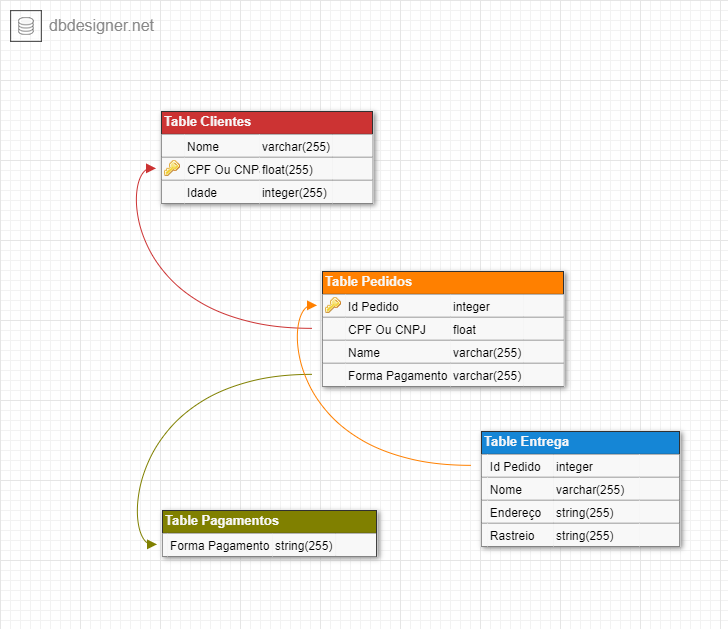 dbdesigner.net
Table Clientes
Nome varchar(255)
CPF Ou CNP float(255)
Idade integer(255)
Table Pedidos
Id Pedido integer
CPF Ou CNPJ float
Name varchar(255)
Forma Pagamento varchar(255)
Table Entrega
Id Pedido integer
Nome varchar(255)
Endereço string(255)
Rastreio string(255)
Table Pagamentos
Forma Pagamento string(255)